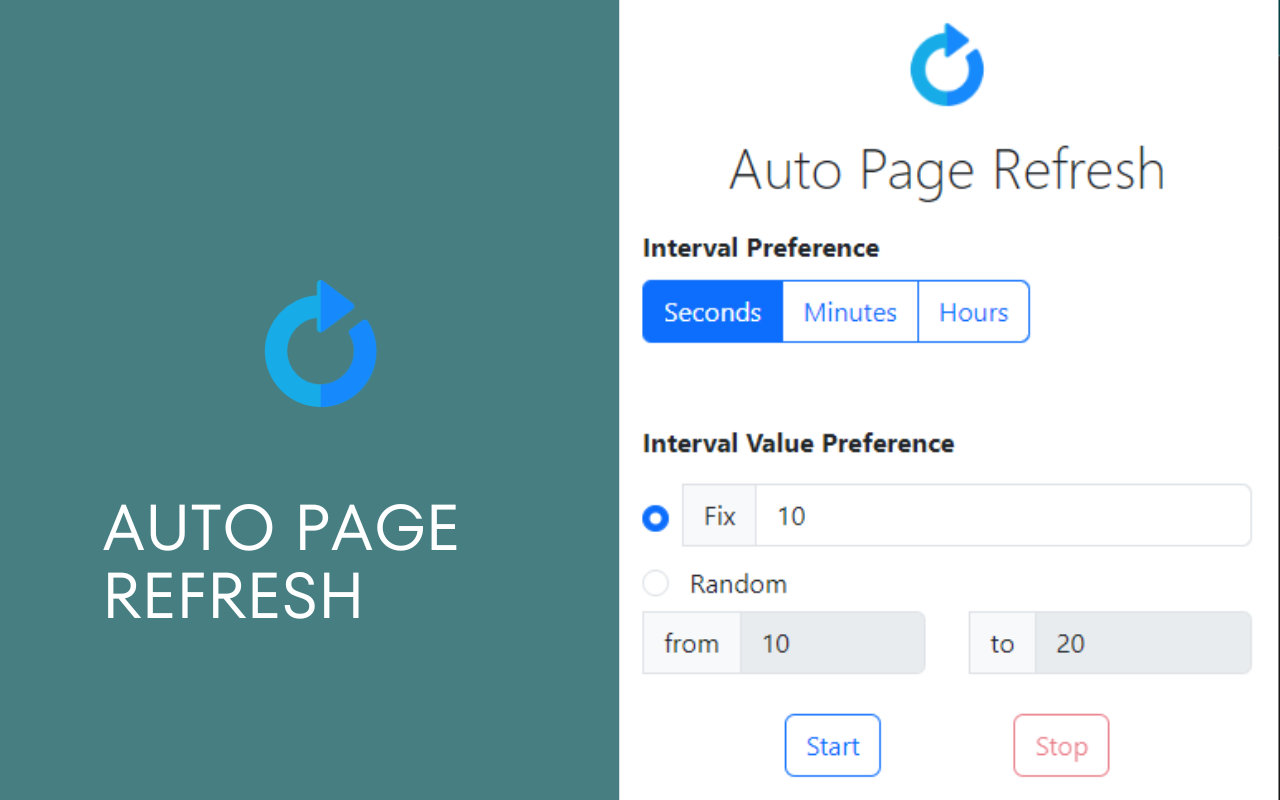 AUTO PAGE
REFRESH
Auto Page Refresh
Interval Preference
Seconds Minutes Hours
Interval Value Preference
Fix 10
Random
from 10 to 20
Start Stop